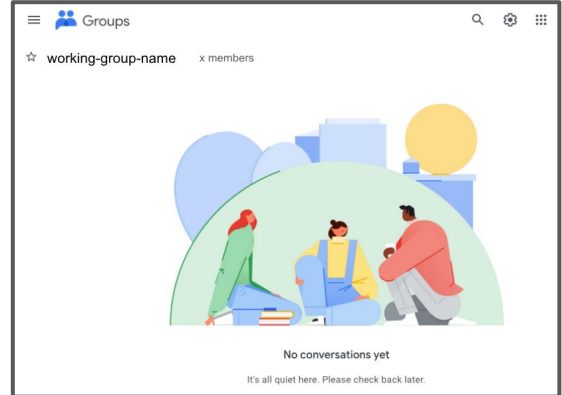 Groups
working-group-name x members
No conversations yet
It's all quiet here. Please check back later.